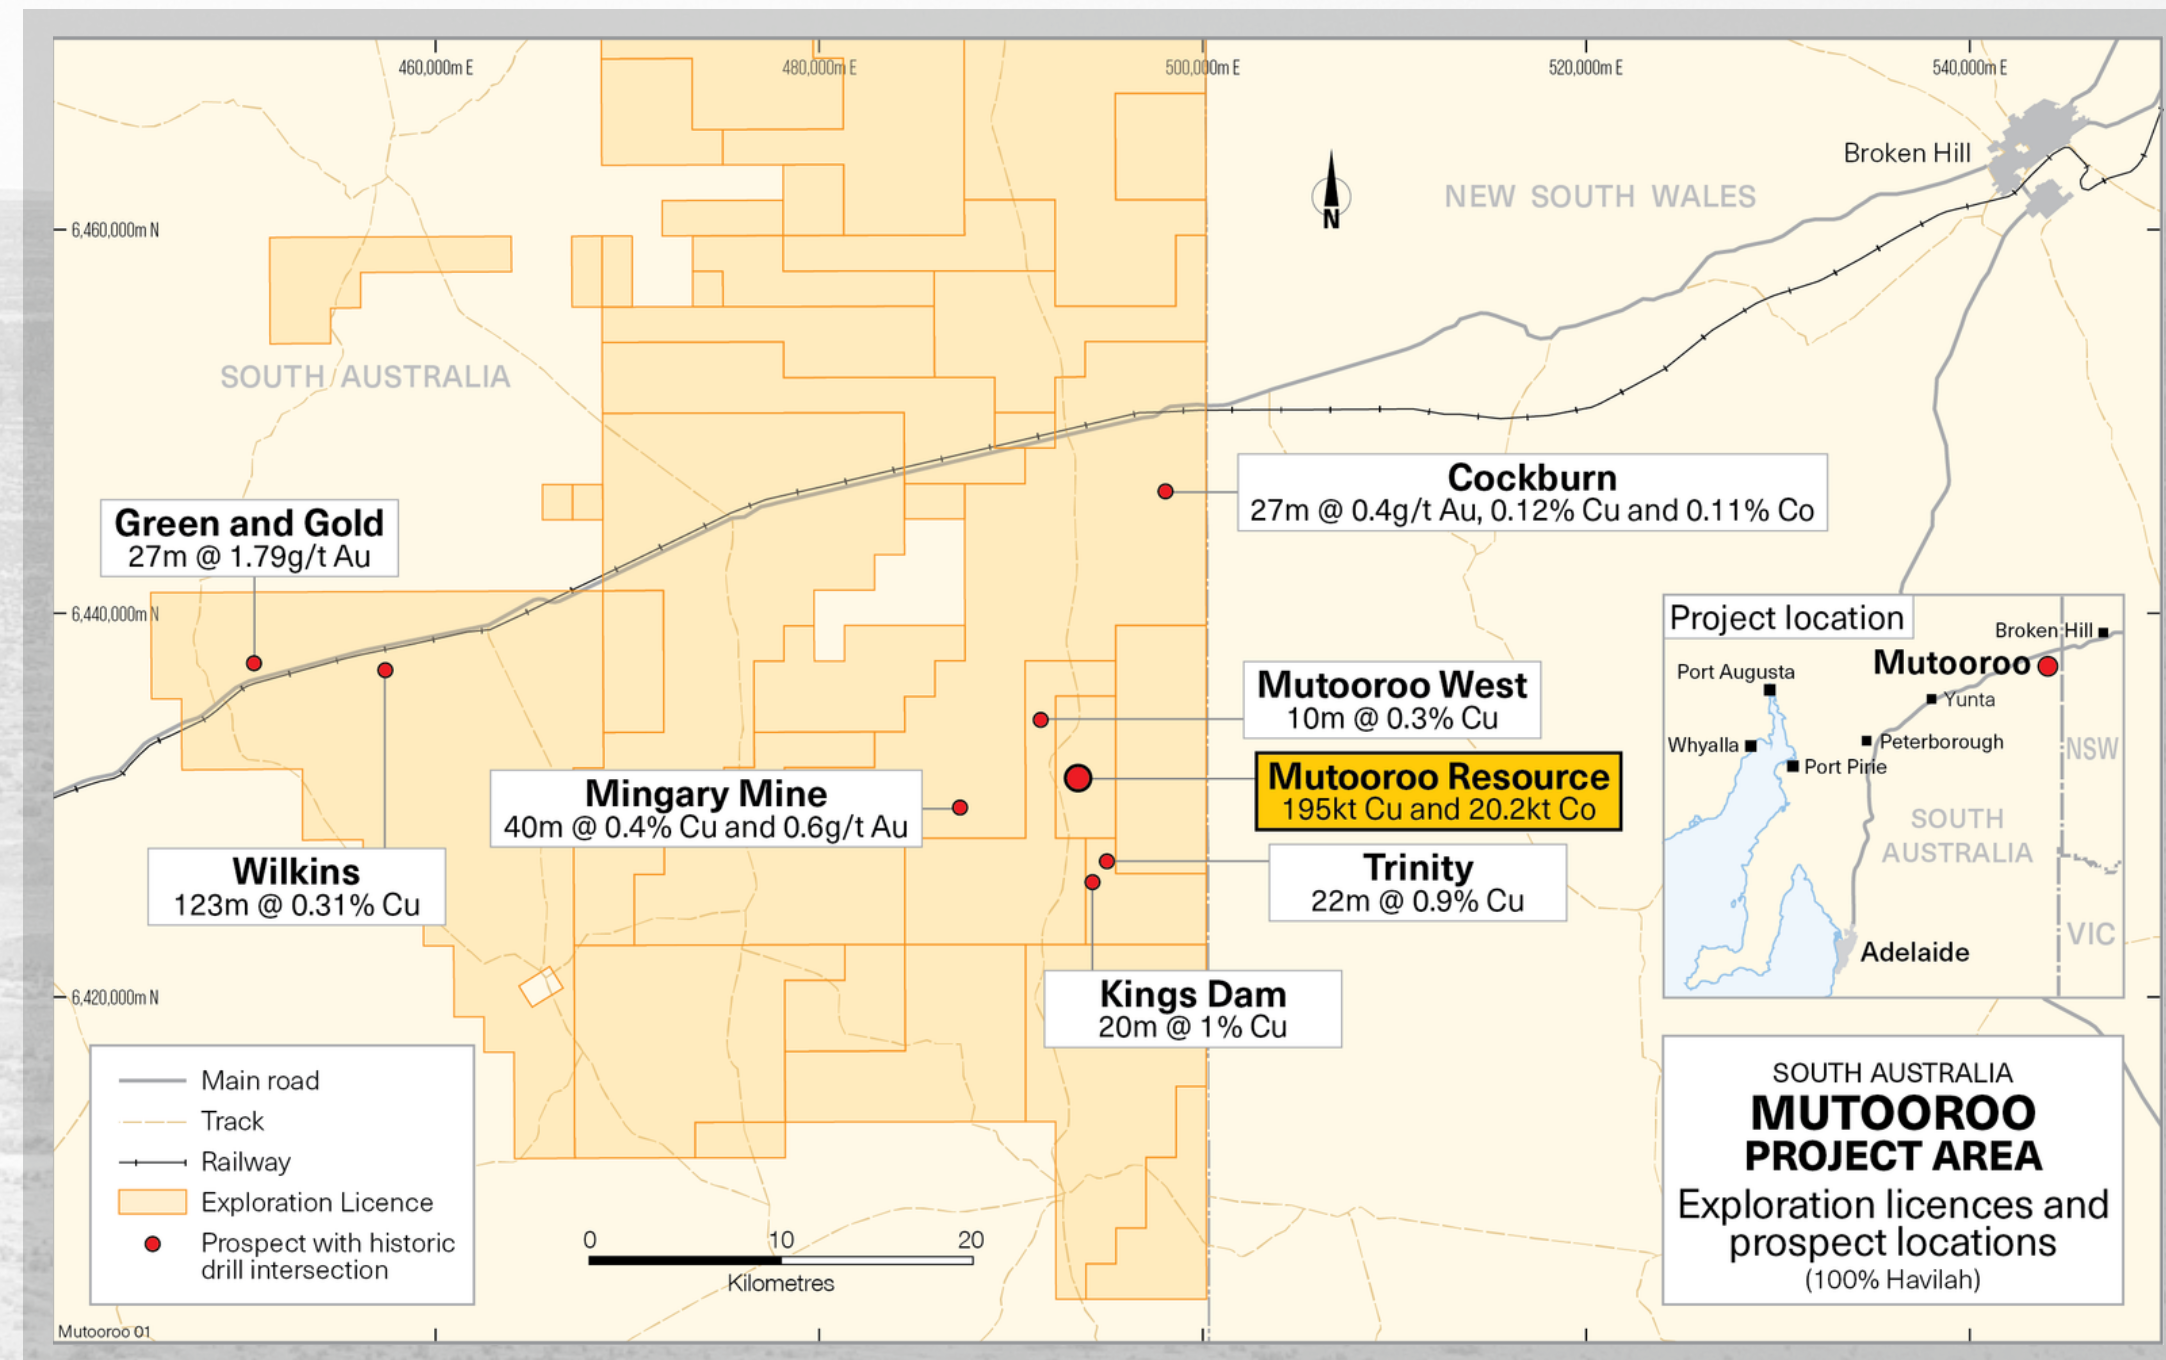 460,000m E
480,000m E
500,000m E
520,000m E
540,000m E
Broken Hill
NEW SOUTH WALES
N
6,460,000m N
SOUTH AUSTRALIA
Cockburn
27m @ 0.4g/t Au, 0.12% Cu and 0.11% Co
Green and Gold
27m @ 1.79g/t Au
6,440,000m N
Mutooroo West
10m @ 0.3% Cu
Mutooroo Resource
195kt Cu and 20.2kt Co
Mingary Mine
40m @ 0.4% Cu and 0.6g/t Au
Wilkins
123m @ 0.31% Cu
Trinity
22m @ 0.9% Cu
Kings Dam
20m @ 1% Cu
6,420,000m N
Project location
Broken Hill
Mutooroo
Port Augusta
Yunta
Whyalla
Peterborough
Port Pirie
NSW
SOUTH
AUSTRALIA
VIC
Adelaide
Main road
Track
Railway
Exploration Licence
Prospect with historic
drill intersection
0 10 20
Kilometres
SOUTH AUSTRALIA
MUTOOROO
PROJECT AREA
Exploration licences and
prospect locations
(100% Havilah)
Mutooroo 01